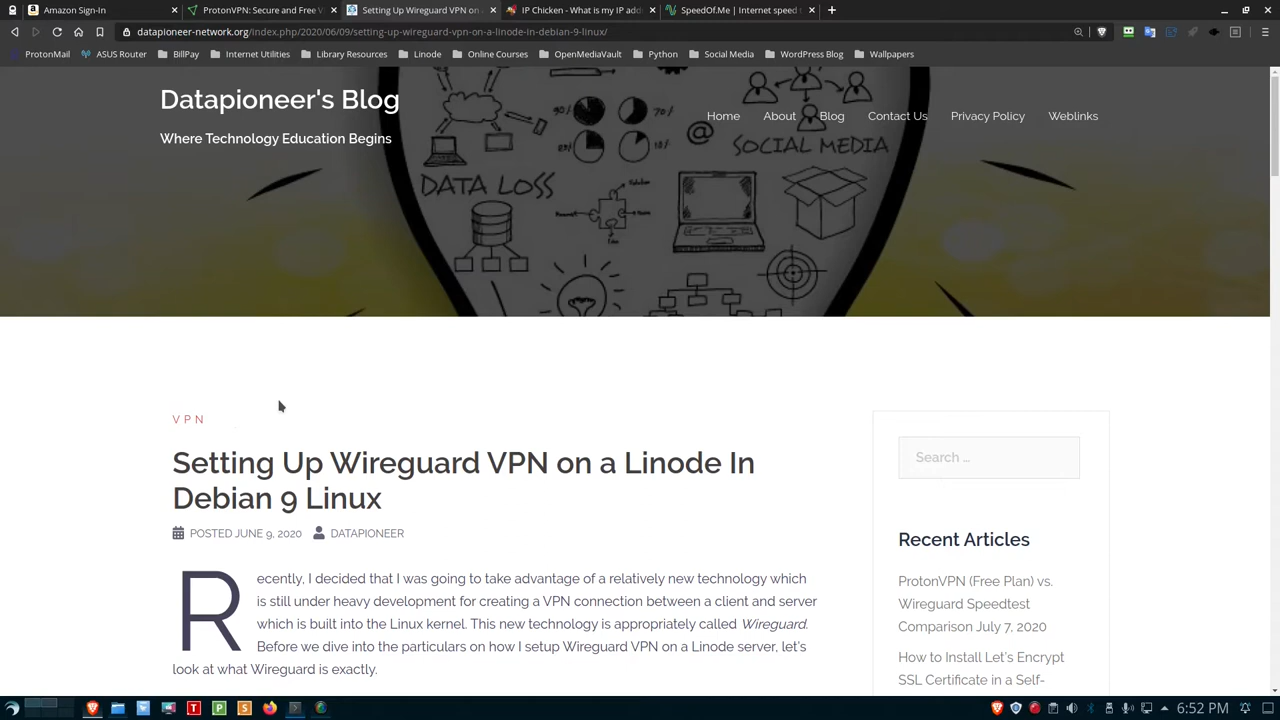 Amazon Sign-In
ProtonVPN: Secure and Free V
Setting Up Wireguard VPN on
IP Chicken - What is my IP add
SpeedOf.Me | Internet speed t
datapioneer-network.org/index.php/2020/06/09/setting-up-wireguard-vpn-on-a-linode-in-debian-9-linux/
ProtonMail ASUS Router BillPay Internet Utilities Library Resources Linode Online Courses OpenMediaVault Python Social Media WordPress Blog Wallpapers
Datapioneer's Blog
Where Technology Education Begins
Home About Blog Contact Us Privacy Policy Weblinks
SOCIAL MEDIA
DATA LOSS
VPN
Setting Up Wireguard VPN on a Linode In
Debian 9 Linux
POSTED JUNE 9, 2020 DATAPIONEER
Recently, I decided that I was going to take advantage of a relatively new technology which
is still under heavy development for creating a VPN connection between a client and server
which is built into the Linux kernel. This new technology is appropriately called Wireguard.
Before we dive into the particulars on how I setup Wireguard VPN on a Linode server, let's
look at what Wireguard is exactly.
Search …
Recent Articles
ProtonVPN (Free Plan) vs.
Wireguard Speedtest
Comparison July 7, 2020
How to Install Let's Encrypt
SSL Certificate in a Self-
6:52 PM